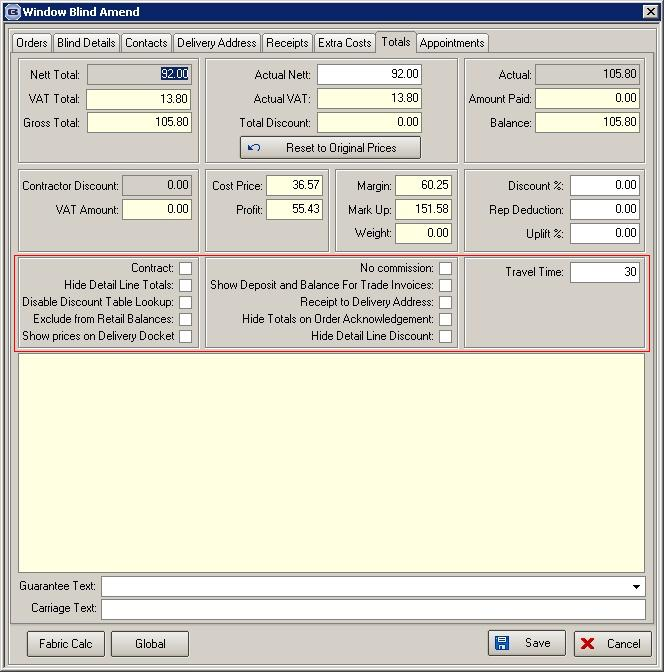 Window Blind Amend
Orders Blind Details Contacts Delivery Address Receipts Extra Costs Totals Appointments
Nett Total: 92.00 Actual Nett: 92.00 Actual: 105.80
VAT Total: 13.80 Actual VAT: 13.80 Amount Paid: 0.00
Gross Total: 105.80 Total Discount: 0.00 Balance: 105.80
Reset to Original Prices
Contractor Discount: 0.00 Cost Price: 36.57 Margin: 60.25 Discount %: 0.00
VAT Amount: 0.00 Profit: 55.43 Mark Up: 151.58 Rep Deduction: 0.00
Weight: 0.00 Uplift %: 0.00
Contract: No commission: Travel Time: 30
Hide Detail Line Totals: Show Deposit and Balance For Trade Invoices:
Disable Discount Table Lookup: Receipt to Delivery Address:
Exclude from Retail Balances: Hide Totals on Order Acknowledgement:
Show prices on Delivery Docket Hide Detail Line Discount:
Guarantee Text:
Carriage Text:
Fabric Calc Global Save Cancel